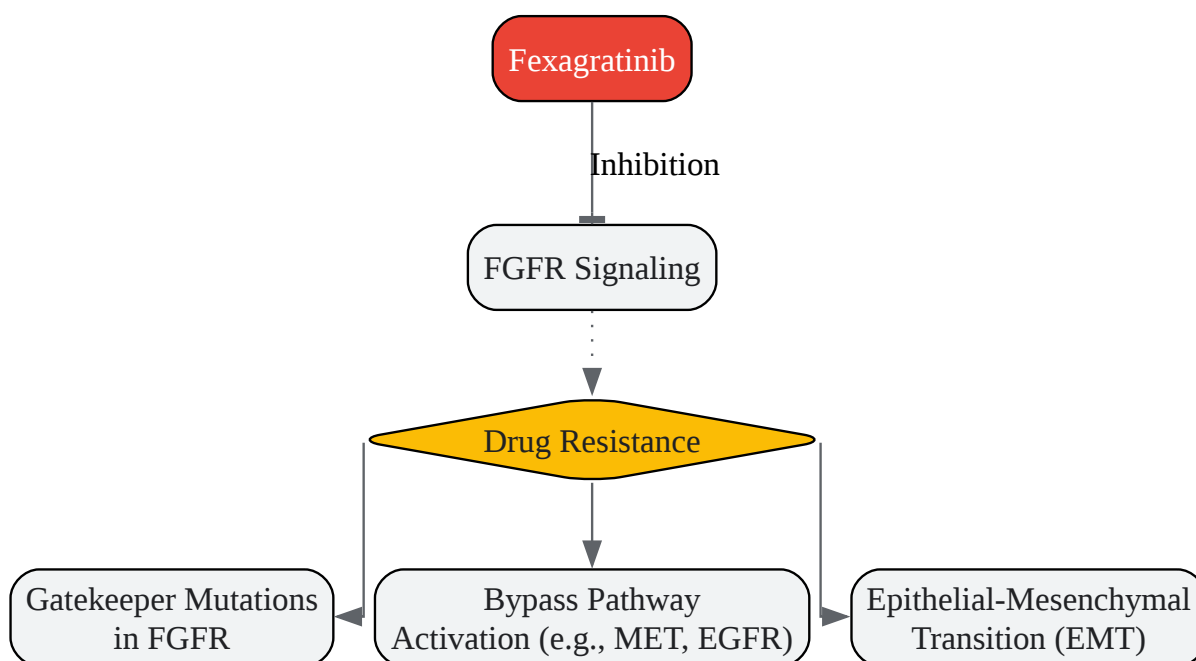 Fexagratinib
Inhibition
FGFR Signaling
Drug Resistance
Gatekeeper Mutations
in FGFR
Bypass Pathway
Activation (e.g., MET, EGFR)
Epithelial-Mesenchymal
Transition (EMT)